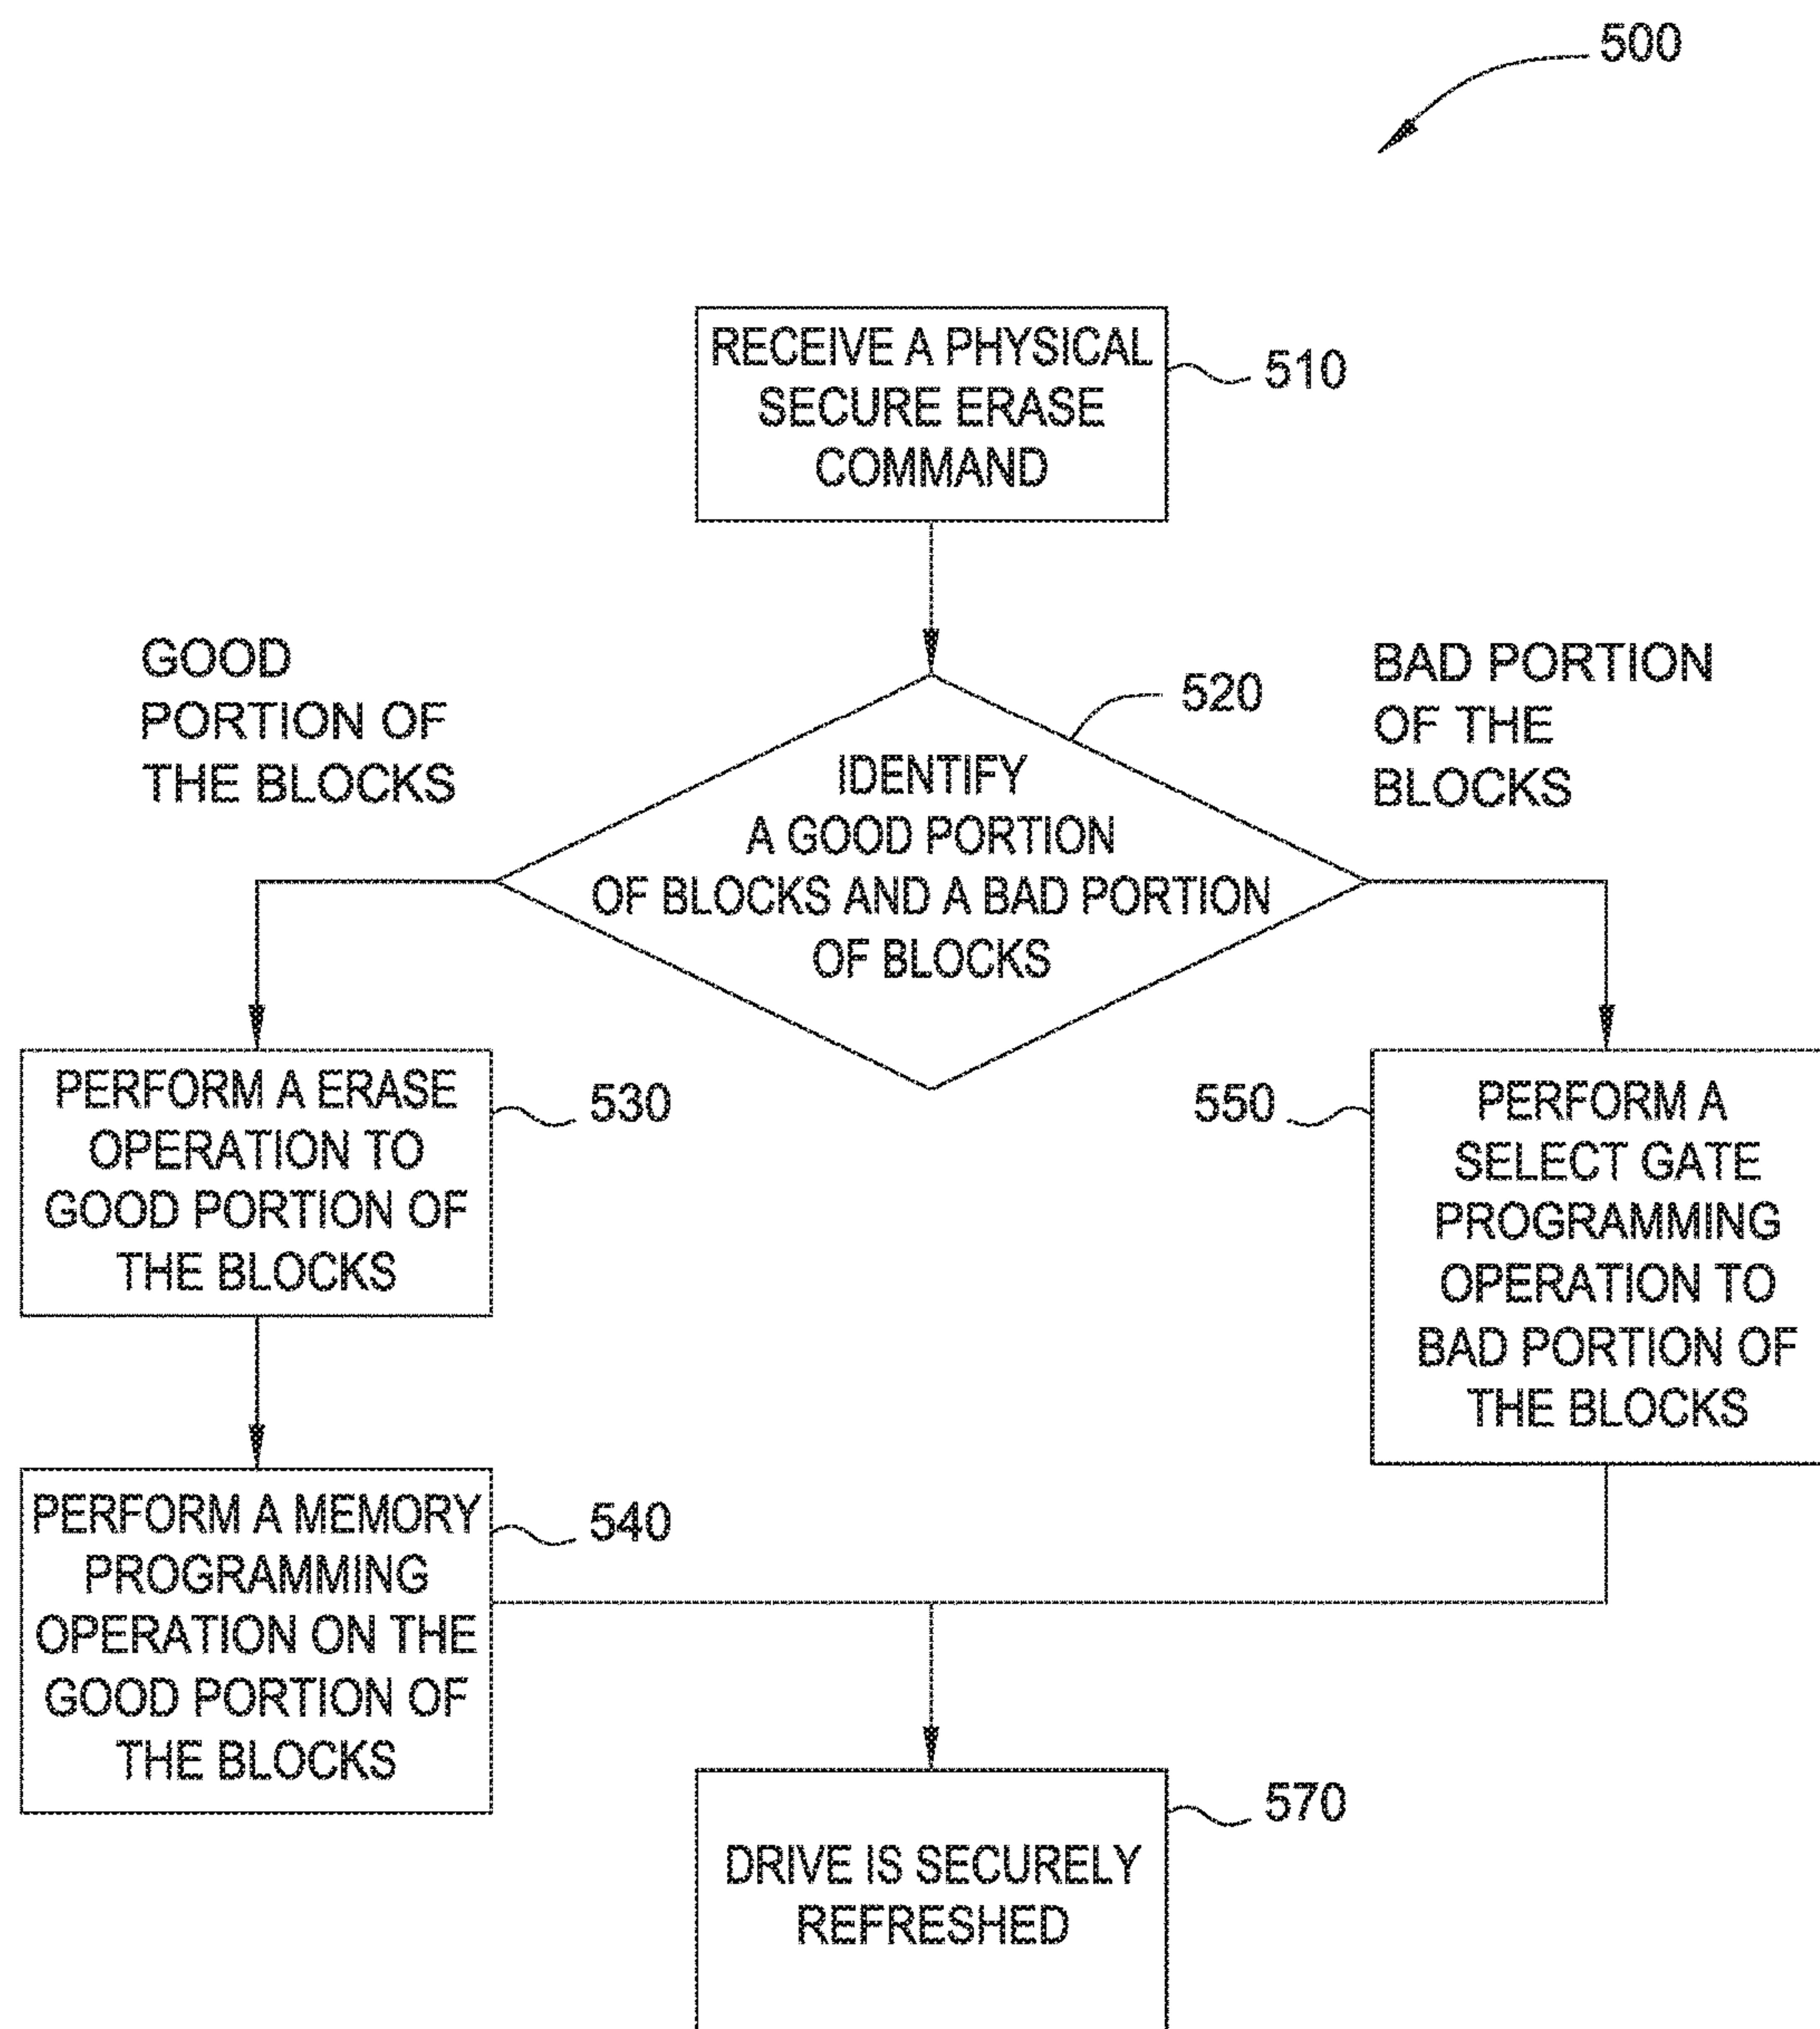 500
RECEIVE A PHYSICAL
SECURE ERASE
COMMAND
510
GOOD
PORTION OF
THE BLOCKS
520
BAD PORTION
OF THE
BLOCKS
IDENTIFY
A GOOD PORTION
OF BLOCKS AND A BAD PORTION
OF BLOCKS
PERFORM A ERASE
OPERATION TO
GOOD PORTION OF
THE BLOCKS
530
550
PERFORM A
SELECT GATE
PROGRAMMING
OPERATION TO
BAD PORTION OF
THE BLOCKS
PERFORM A MEMORY
PROGRAMMING
OPERATION ON THE
GOOD PORTION OF
THE BLOCKS
540
570
DRIVE IS SECURELY
REFRESHED